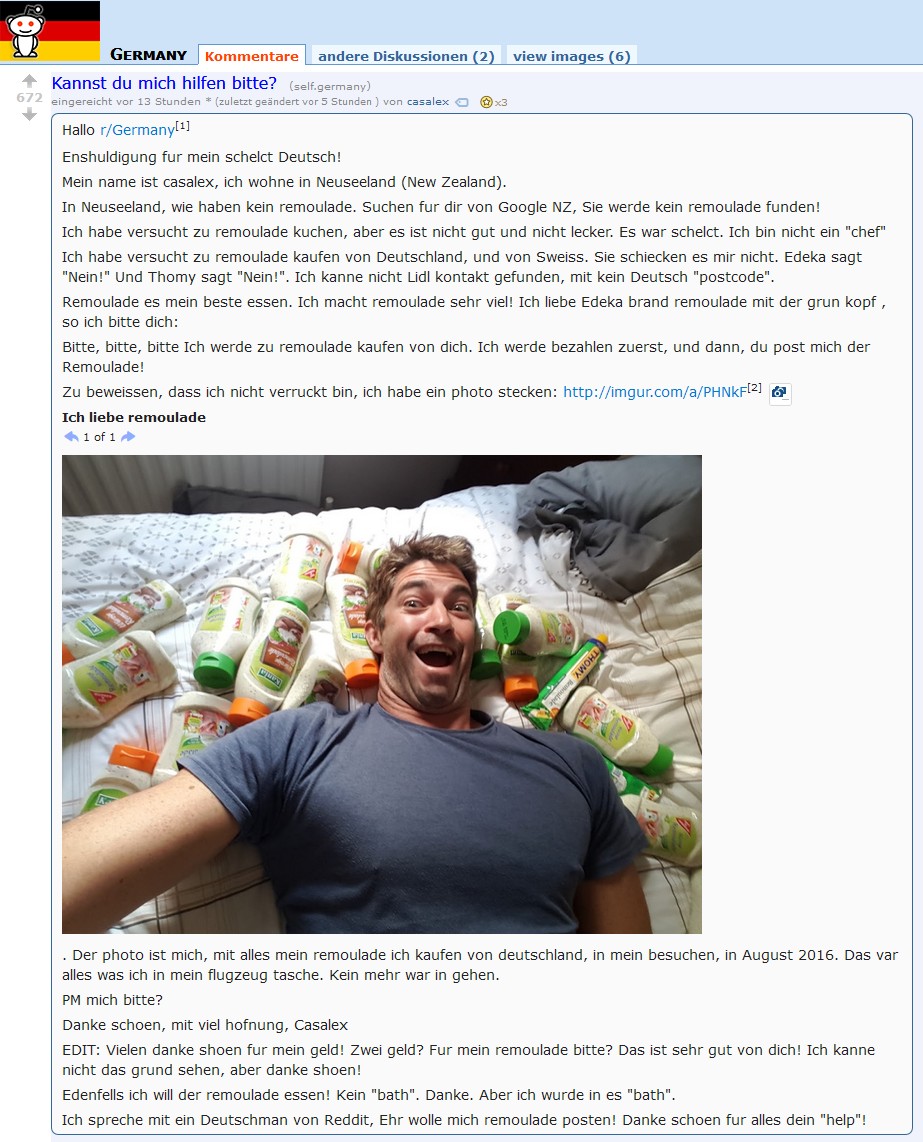 GERMANY Kommentare andere Diskussionen (2) view images (6)
672
Kannst du mich hilfen bitte? (self.germany)
eingereicht vor 13 Stunden * (zuletzt geändert vor 5 Stunden ) von casalex x3
Hallo r/Germany[1]
Enshuldigung fur mein schelct Deutsch!
Mein name ist casalex, ich wohne in Neuseeland (New Zealand).
In Neuseeland, wie haben kein remoulade. Suchen fur dir von Google NZ, Sie werde kein remoulade funden!
Ich habe versucht zu remoulade kuchen, aber es ist nicht gut und nicht lecker. Es war schelct. Ich bin nicht ein "chef"
Ich habe versucht zu remoulade kaufen von Deutschland, und von Sweiss. Sie schiecken es mir nicht. Edeka sagt
"Nein!" Und Thomy sagt "Nein!". Ich kanne nicht Lidl kontakt gefunden, mit kein Deutsch "postcode".
Remoulade es mein beste essen. Ich macht remoulade sehr viel! Ich liebe Edeka brand remoulade mit der grun kopf ,
so ich bitte dich:
Bitte, bitte, bitte Ich werde zu remoulade kaufen von dich. Ich werde bezahlen zuerst, und dann, du post mich der
Remoulade!
Zu beweissen, dass ich nicht verruckt bin, ich habe ein photo stecken: http://imgur.com/a/PHNkF[2]
Ich liebe remoulade
1 of 1
THOMY
. Der photo ist mich, mit alles mein remoulade ich kaufen von deutschland, in mein besuchen, in August 2016. Das var
alles was ich in mein flugzeug tasche. Kein mehr war in gehen.
PM mich bitte?
Danke schoen, mit viel hofnung, Casalex
EDIT: Vielen danke shoen fur mein geld! Zwei geld? Fur mein remoulade bitte? Das ist sehr gut von dich! Ich kanne
nicht das grund sehen, aber danke shoen!
Edenfells ich will der remoulade essen! Kein "bath". Danke. Aber ich wurde in es "bath".
Ich spreche mit ein Deutschman von Reddit, Ehr wolle mich remoulade posten! Danke schoen fur alles dein "help"!